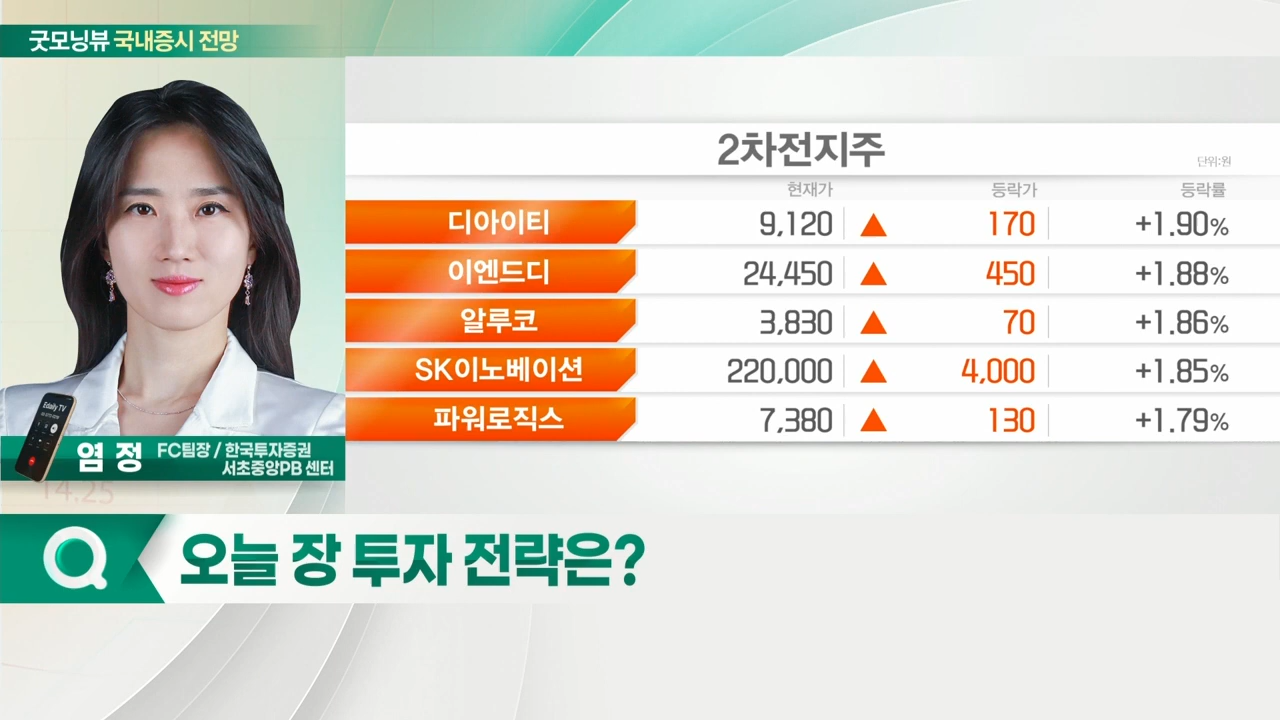 굿모닝뷰 국내증시 전망
2차전지주
단위:원
현재가 등락가 등락률
디아이티 9,120 ▲ 170 +1.90%
이엔드디 24,450 ▲ 450 +1.88%
알루코 3,830 ▲ 70 +1.86%
SK이노베이션 220,000 ▲ 4,000 +1.85%
파워로직스 7,380 ▲ 130 +1.79%
Edaily TV
염 정 FC팀장 / 한국투자증권
서초중앙PB 센터
14.25
오늘 장 투자 전략은?